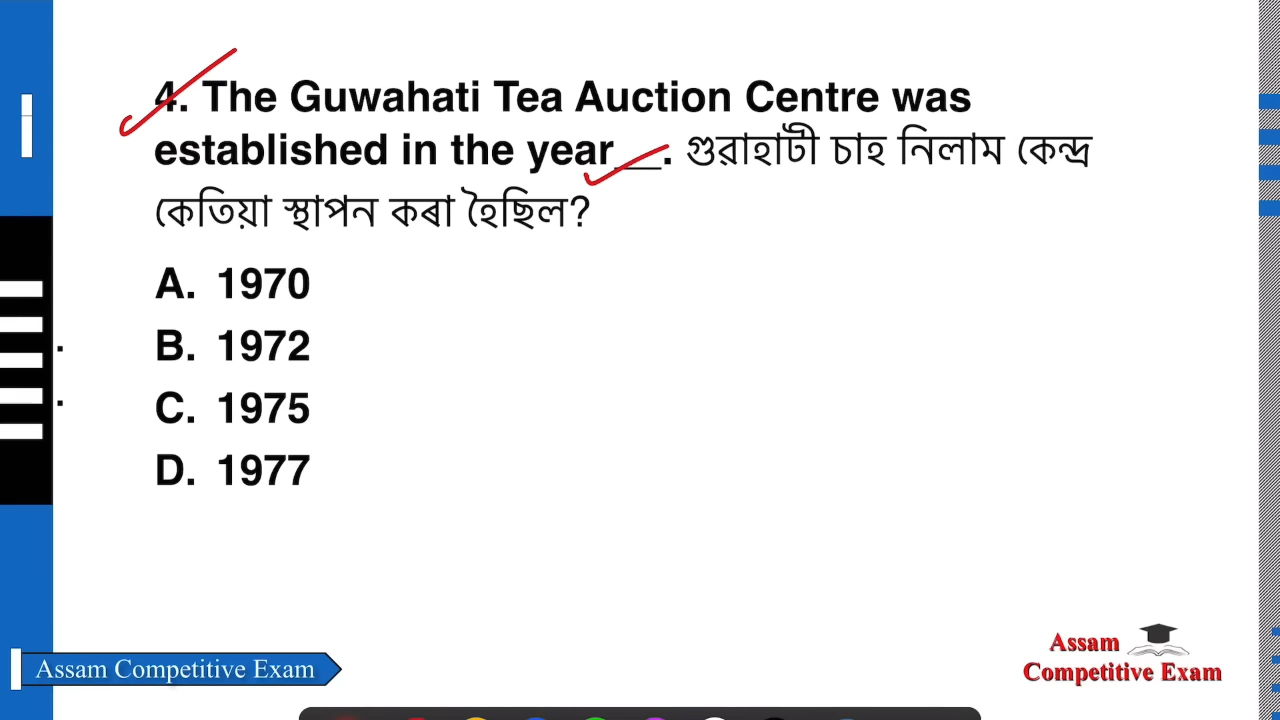 4. The Guwahati Tea Auction Centre was
established in the year__. গুৱাহাটী চাহ নিলাম কেন্দ্ৰ
কেতিয়া স্থাপন কৰা হৈছিল?
A. 1970
B. 1972
C. 1975
D. 1977
Assam Competitive Exam
Assam
Competitive Exam